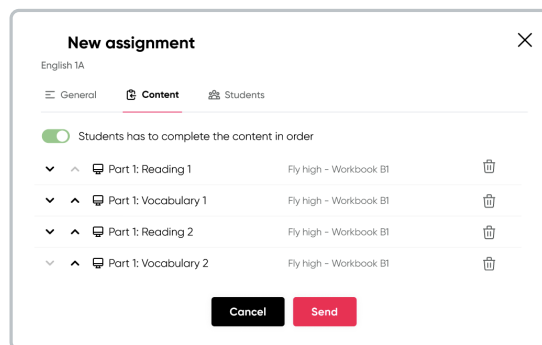 New assignment
English 1A
General Content Students
Students has to complete the content in order
Part 1: Reading 1 Fly high - Workbook B1
Part 1: Vocabulary 1 Fly high - Workbook B1
Part 1: Reading 2 Fly high - Workbook B1
Part 1: Vocabulary 2 Fly high - Workbook B1
Cancel Send